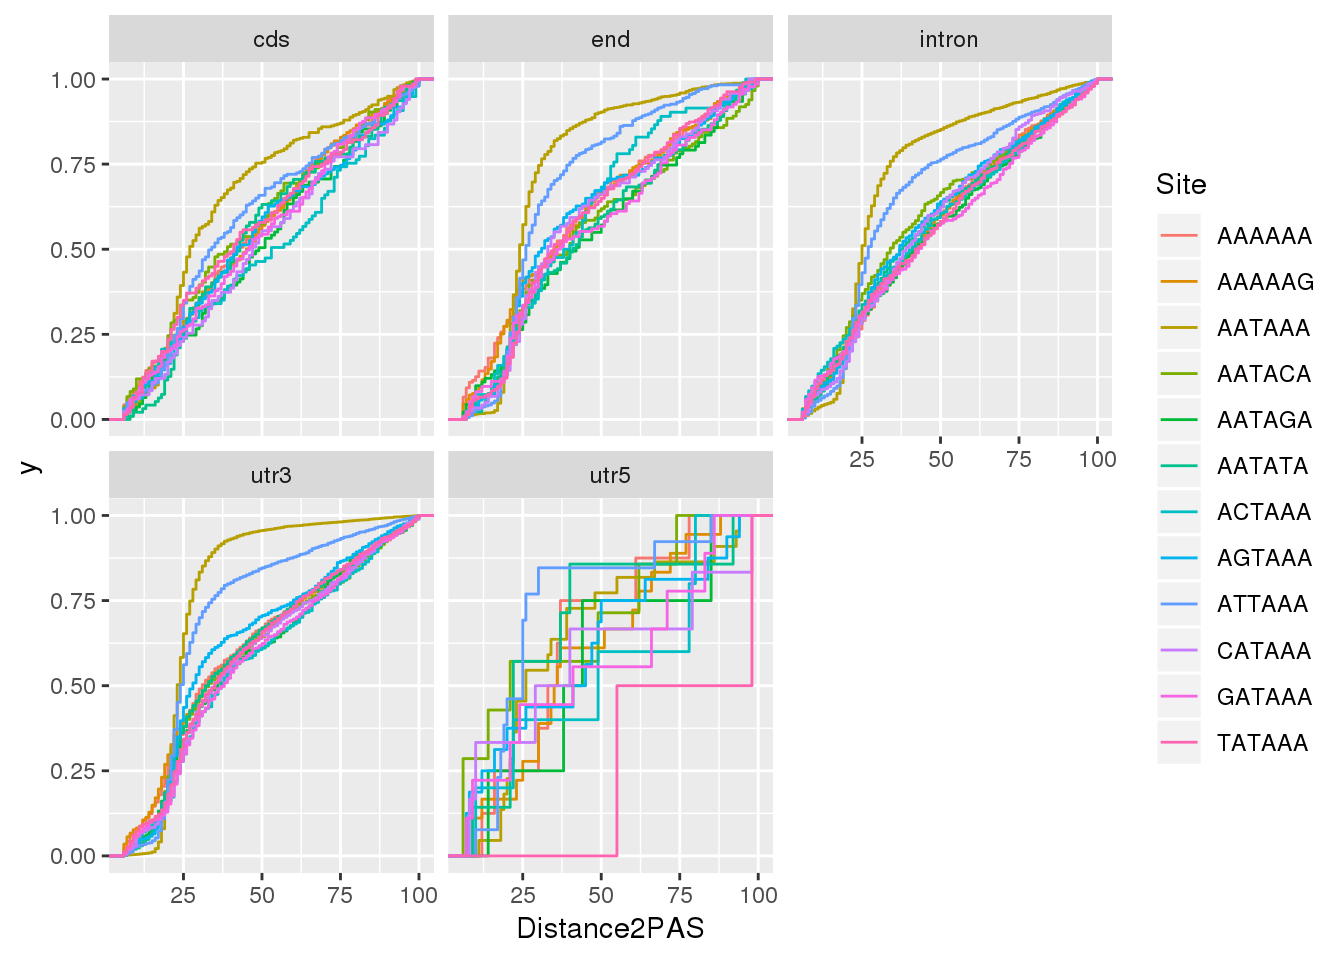 cds
end
intron
1.00
0.75
0.50
0.25
0.00
25
50
75
100
utr3
utr5
1.00
0.75
0.50
0.25
0.00
25
50
75
100
25
50
75
100
y
Distance2PAS
Site
AAAAAA
AAAAAG
AATAAA
AATACA
AATAGA
AATATA
ACTAAA
AGTAAA
ATTAAA
CATAAA
GATAAA
TATAAA